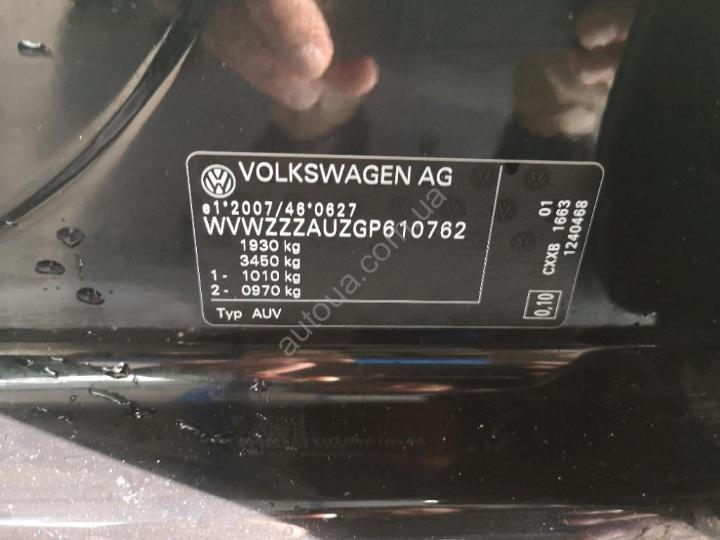 VOLKSWAGEN AG
e1*2007/46*0627
WVWZZZAUZGP610762
1930 kg
3450 kg
1- 1010 kg
2- 0970 kg
Typ AUV
01
CXXB 1663
1240468
0,10
autoua.com.ua